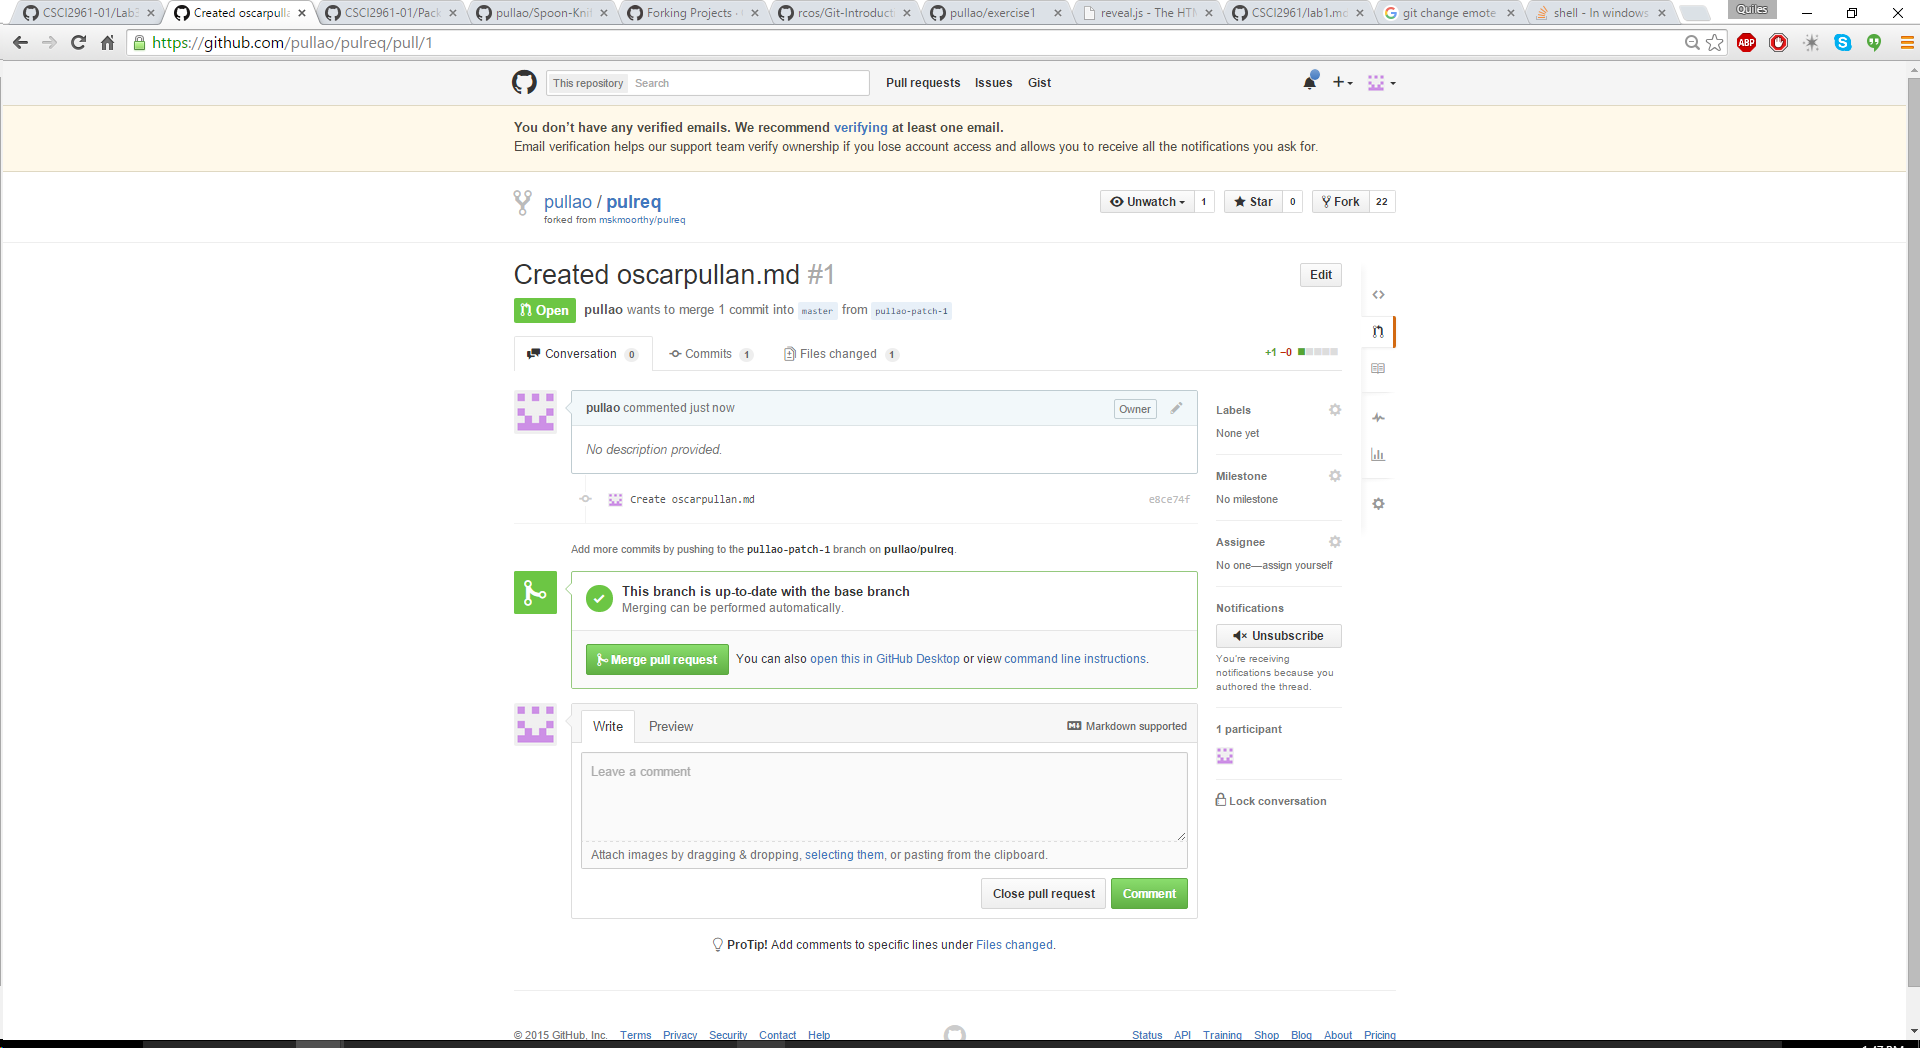 CSCI2961-01/Lab3
Created oscarpulla
CSCI2961-01/Pack
pullao/Spoon-Knif
Forking Projects ·
rcos/Git-Introduct
pullao/exercise1
reveal.js - The HTM
CSCI2961/lab1.md
git change emote
shell - In windows
Quiles
https://github.com/pullao/pulreq/pull/1
ABP
This repository Search Pull requests Issues Gist
You don't have any verified emails. We recommend verifying at least one email.
Email verification helps our support team verify ownership if you lose account access and allows you to receive all the notifications you ask for.
pullao / pulreq
forked from mskmoorthy/pulreq
Unwatch 1 Star 0 Fork 22
Created oscarpullan.md #1
Edit
Open pullao wants to merge 1 commit into master from pullao-patch-1
Conversation 0 Commits 1 Files changed 1 +1 −0
pullao commented just now Owner
No description provided.
Create oscarpullan.md e8ce74f
Add more commits by pushing to the pullao-patch-1 branch on pullao/pulreq.
This branch is up-to-date with the base branch
Merging can be performed automatically.
Merge pull request You can also open this in GitHub Desktop or view command line instructions.
Write Preview Markdown supported
Leave a comment
Attach images by dragging & dropping, selecting them, or pasting from the clipboard.
Close pull request Comment
ProTip! Add comments to specific lines under Files changed.
Labels
None yet
Milestone
No milestone
Assignee
No one—assign yourself
Notifications
Unsubscribe
You're receiving
notifications because you
authored the thread.
1 participant
Lock conversation
© 2015 GitHub, Inc. Terms Privacy Security Contact Help
Status API Training Shop Blog About Pricing